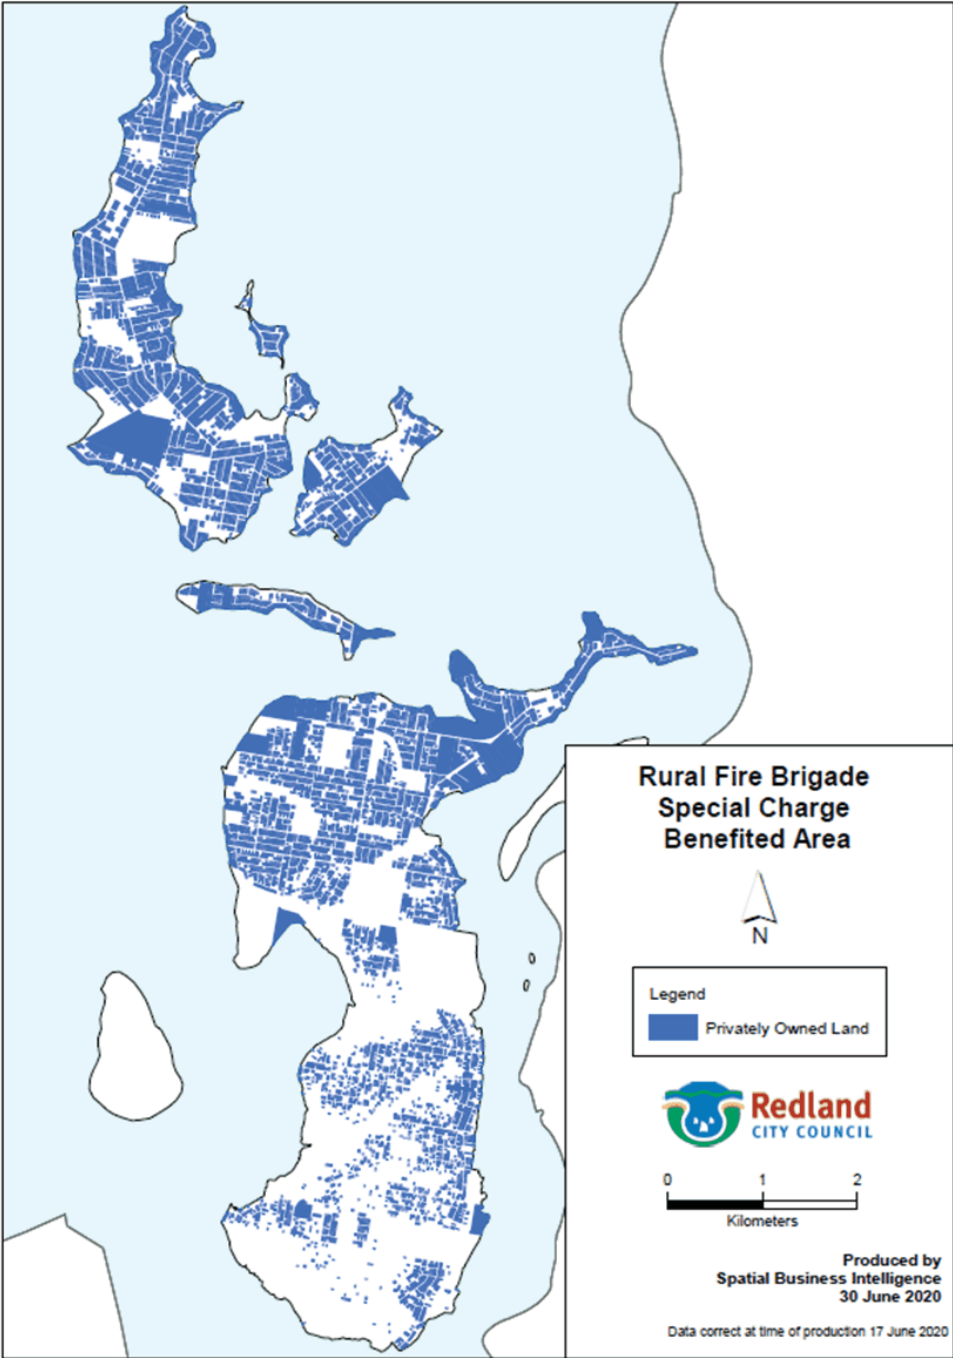 Rural Fire Brigade
Special Charge
Benefited Area
N
Legend
Privately Owned Land
Redland
CITY COUNCIL
0 1 2
Kilometers
Produced by
Spatial Business Intelligence
30 June 2020
Data correct at time of production 17 June 2020